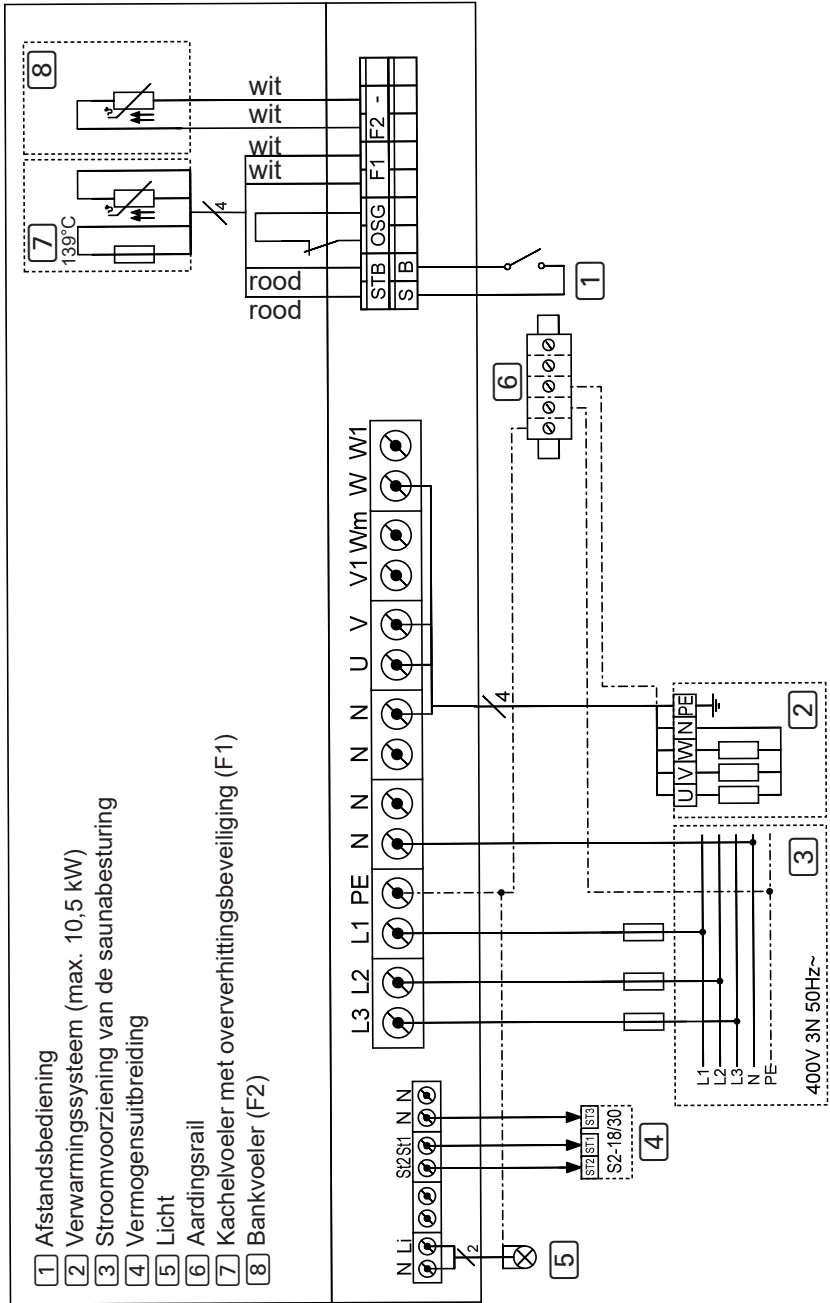 1 Afstandsbediening
2 Verwarmingssysteem (max. 10,5 kW)
3 Stroomvoorziening van de saunabesturing
4 Vermogensuitbreiding
5 Licht
6 Aardingsrail
7 Kachelvoeler met oververhittingsbeveiliging (F1)
8 Bankvoeler (F2)
8
7
139°C
4
wit
wit
wit
wit
rood
rood
STB OSG F1 F2 -
S B
1
6
N Li St2 St1 N N
L3 L2 L1 PE N N N N U V V1 Wm W W1
2
4
5
ST2 ST1 ST3
S2-18/30
4
L1
L2
L3
N
PE
400V 3N 50Hz~
3
U V W N PE
2